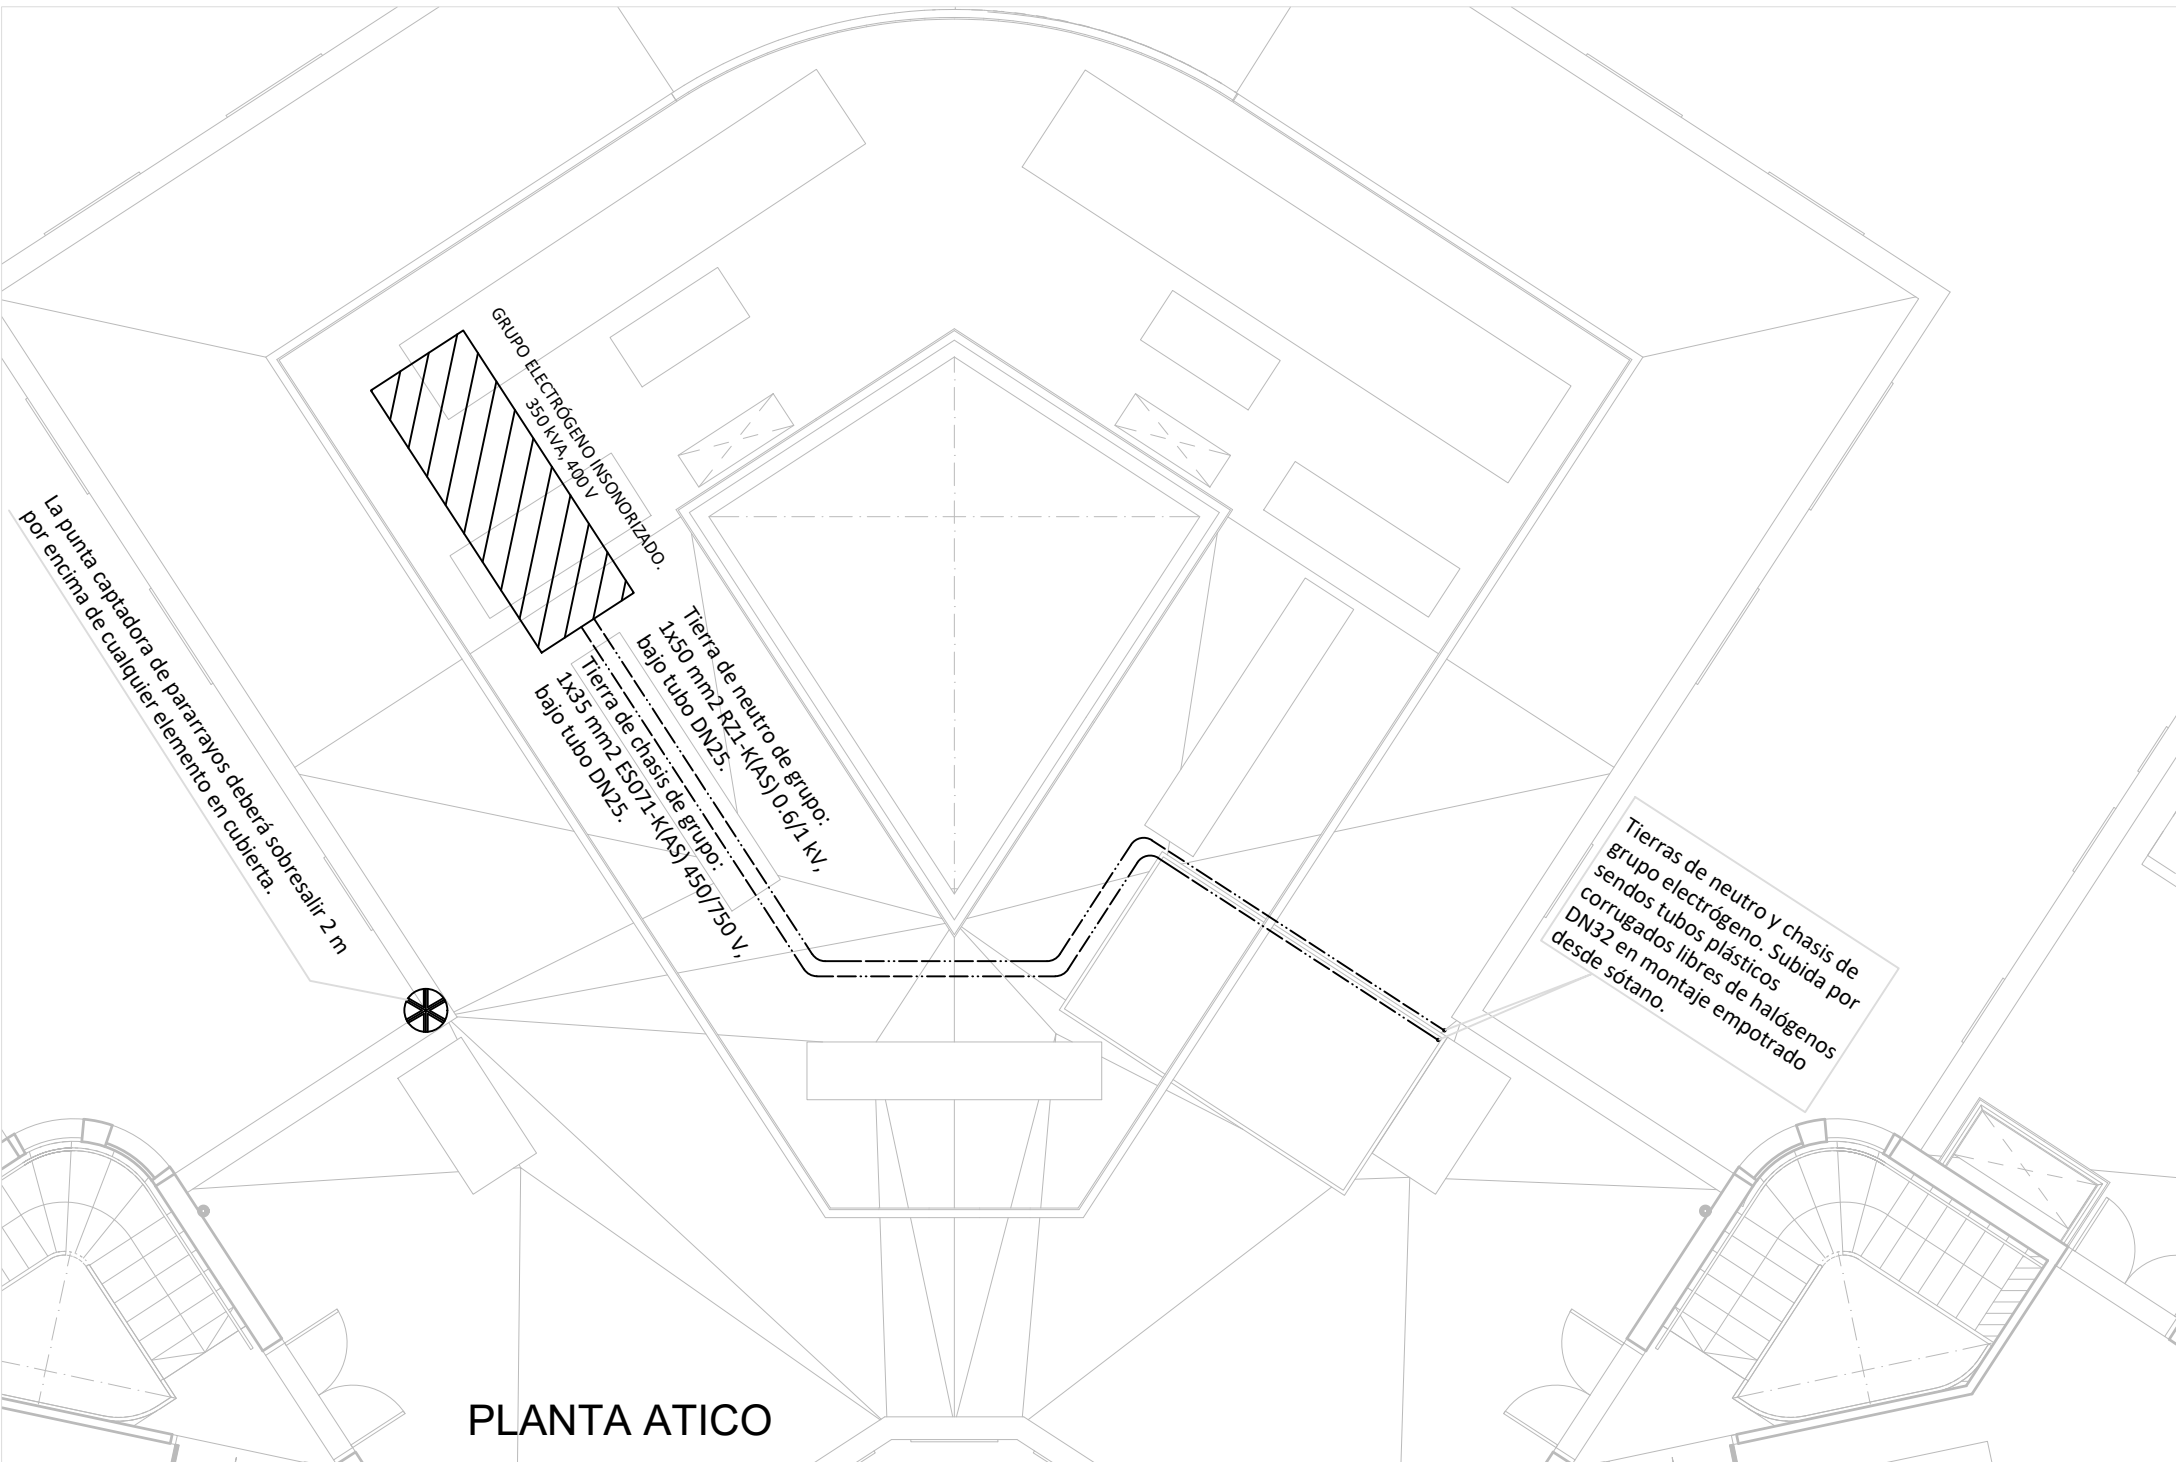 GRUPO ELECTRÓGENO INSONORIZADO.
350 kVA, 400 V
La punta captadora de pararrayos deberá sobresalir 2 m
por encima de cualquier elemento en cubierta.
Tierra de neutro de grupo:
1x50 mm2 RZ1-K(AS) 0.6/1 kV,
bajo tubo DN25.
Tierra de chasis de grupo:
1x35 mm2 ES071-K(AS) 450/750 V,
bajo tubo DN25.
Tierras de neutro y chasis de
grupo electrógeno. Subida por
sendos tubos plásticos
corrugados libres de halógenos
DN32 en montaje empotrado
desde sótano.
PLANTA ATICO